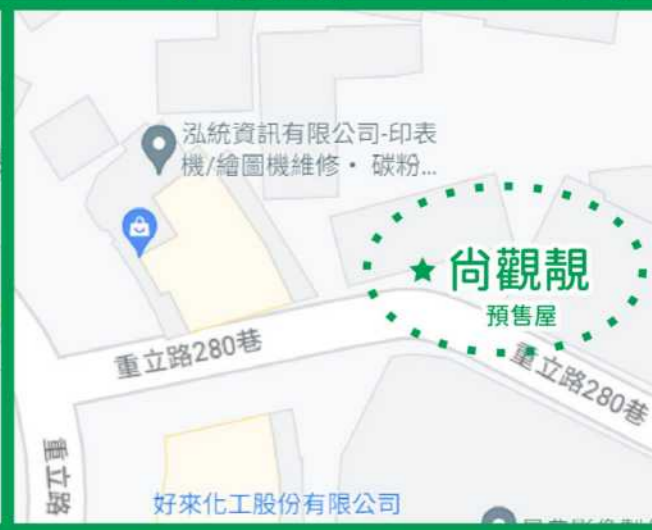 泓統資訊有限公司-印表
機/繪圖機維修• 碳粉...
尚觀靚
預售屋
重立路280巷
重立路280巷
重立路
好來化工股份有限公司